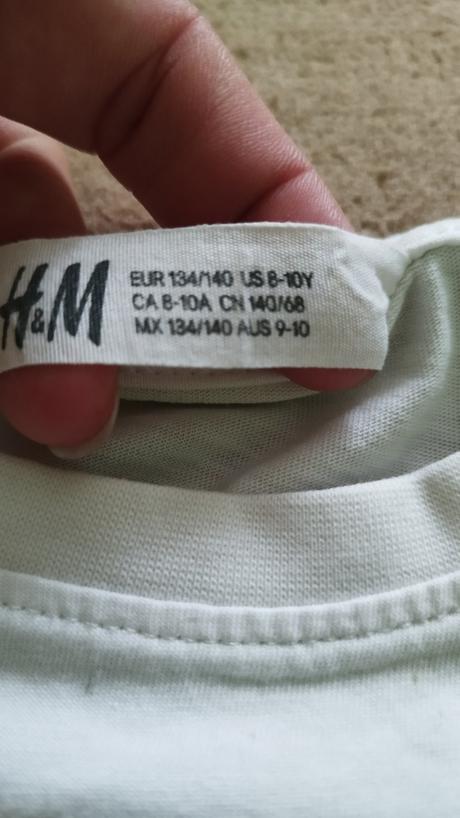 H&M
EUR 134/140 US 8-10Y
CA 8-10A CN 140/68
MX 134/140 AUS 9-10